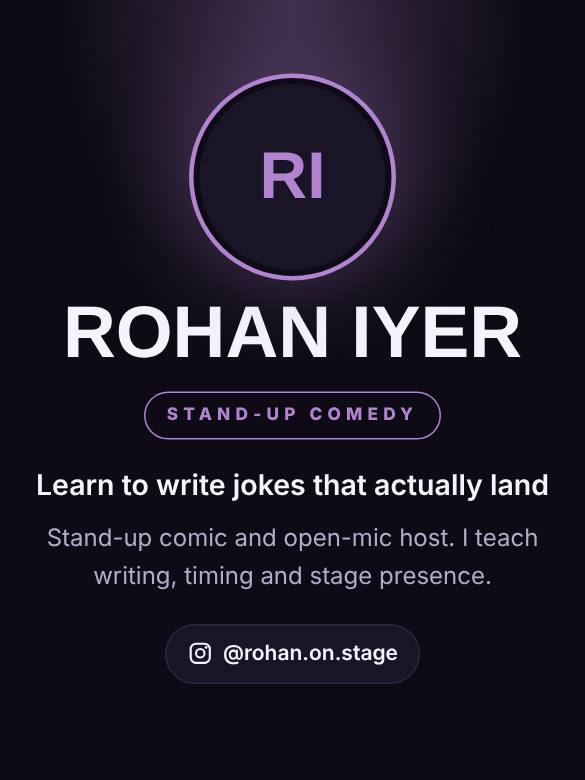 RI
ROHAN IYER
STAND-UP COMEDY
Learn to write jokes that actually land
Stand-up comic and open-mic host. I teach
writing, timing and stage presence.
@rohan.on.stage